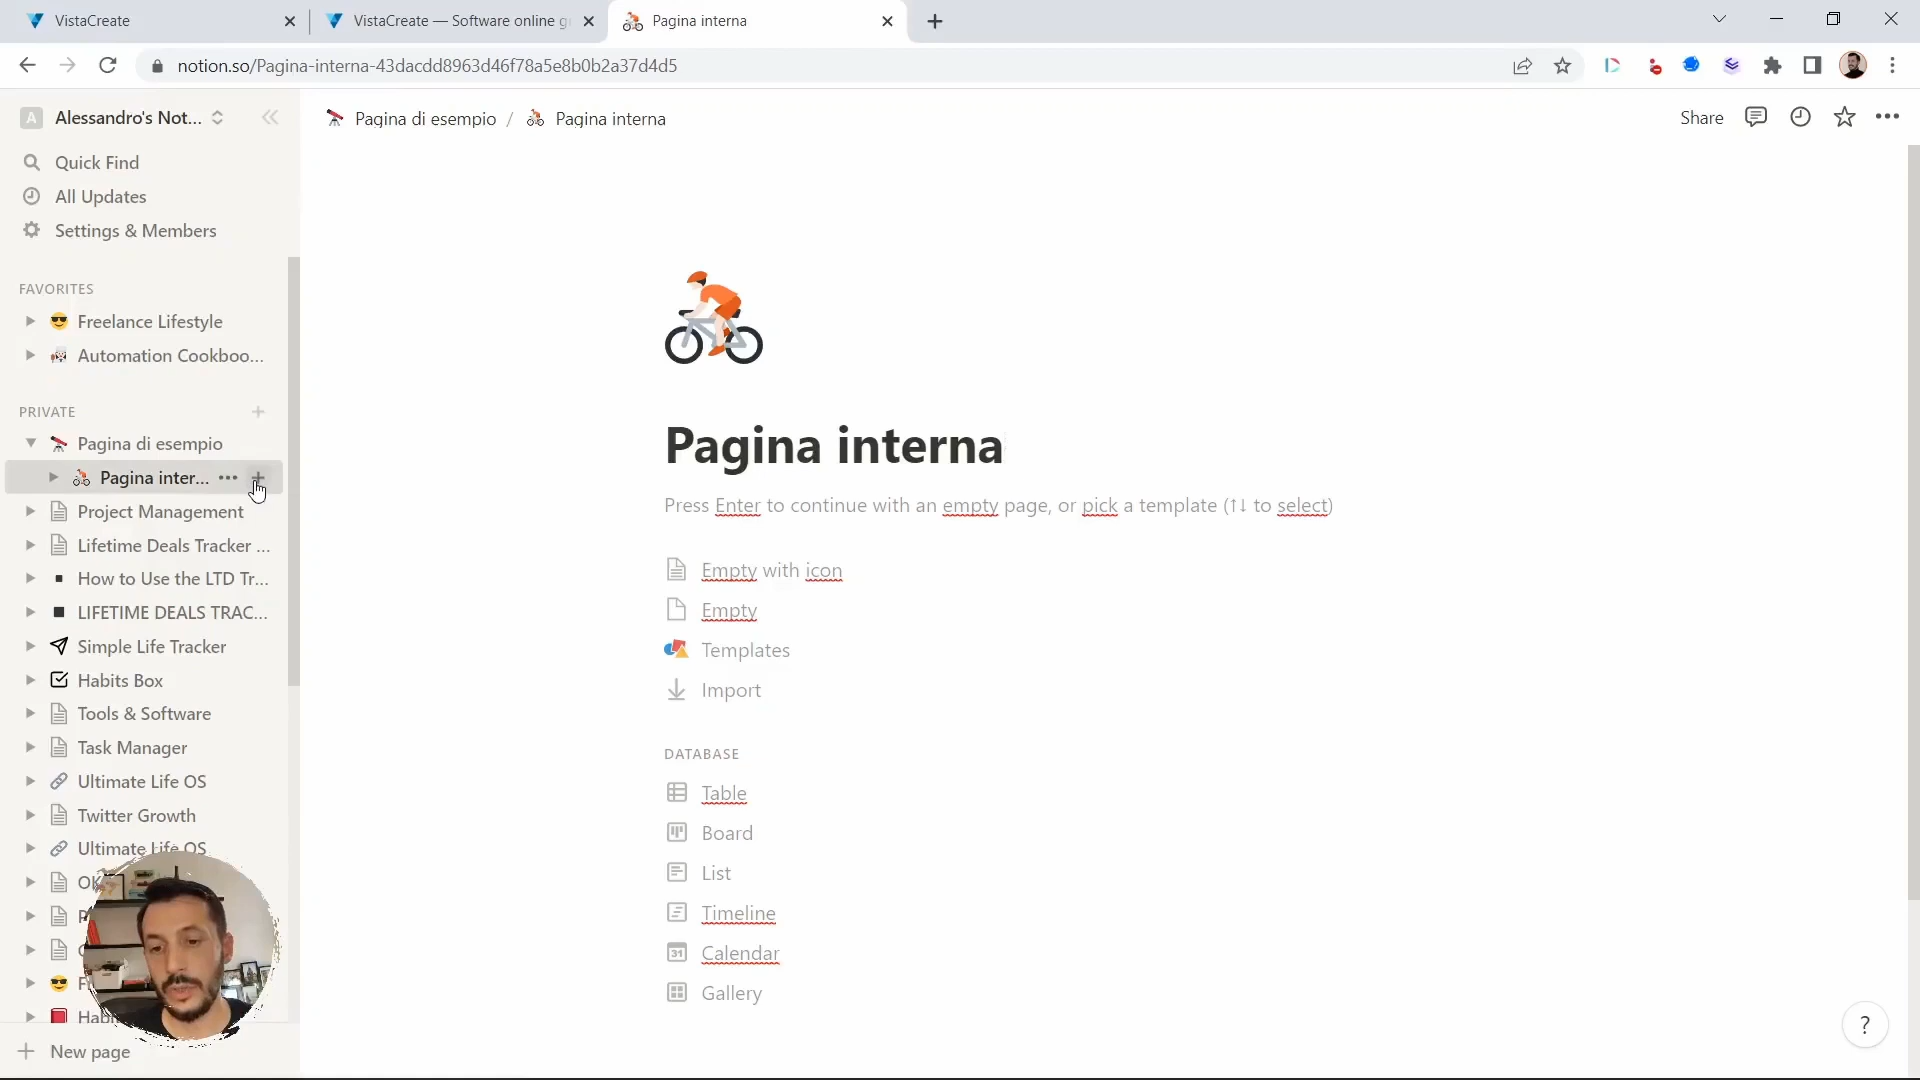 VistaCreate
VistaCreate — Software online g
Pagina interna
notion.so/Pagina-interna-43dacdd8963d46f78a5e8b0b2a37d4d5
A Alessandro's Not...
Pagina di esempio / Pagina interna
Share
Quick Find
All Updates
Settings & Members
FAVORITES
Freelance Lifestyle
Automation Cookboo...
PRIVATE
Pagina di esempio
Pagina inter...
Project Management
Lifetime Deals Tracker ...
How to Use the LTD Tr...
LIFETIME DEALS TRAC...
Simple Life Tracker
Habits Box
Tools & Software
Task Manager
Ultimate Life OS
Twitter Growth
Ultimate Life OS
New page
Pagina interna
Press Enter to continue with an empty page, or pick a template (↑↓ to select)
Empty with icon
Empty
Templates
Import
DATABASE
Table
Board
List
Timeline
31 Calendar
Gallery
?